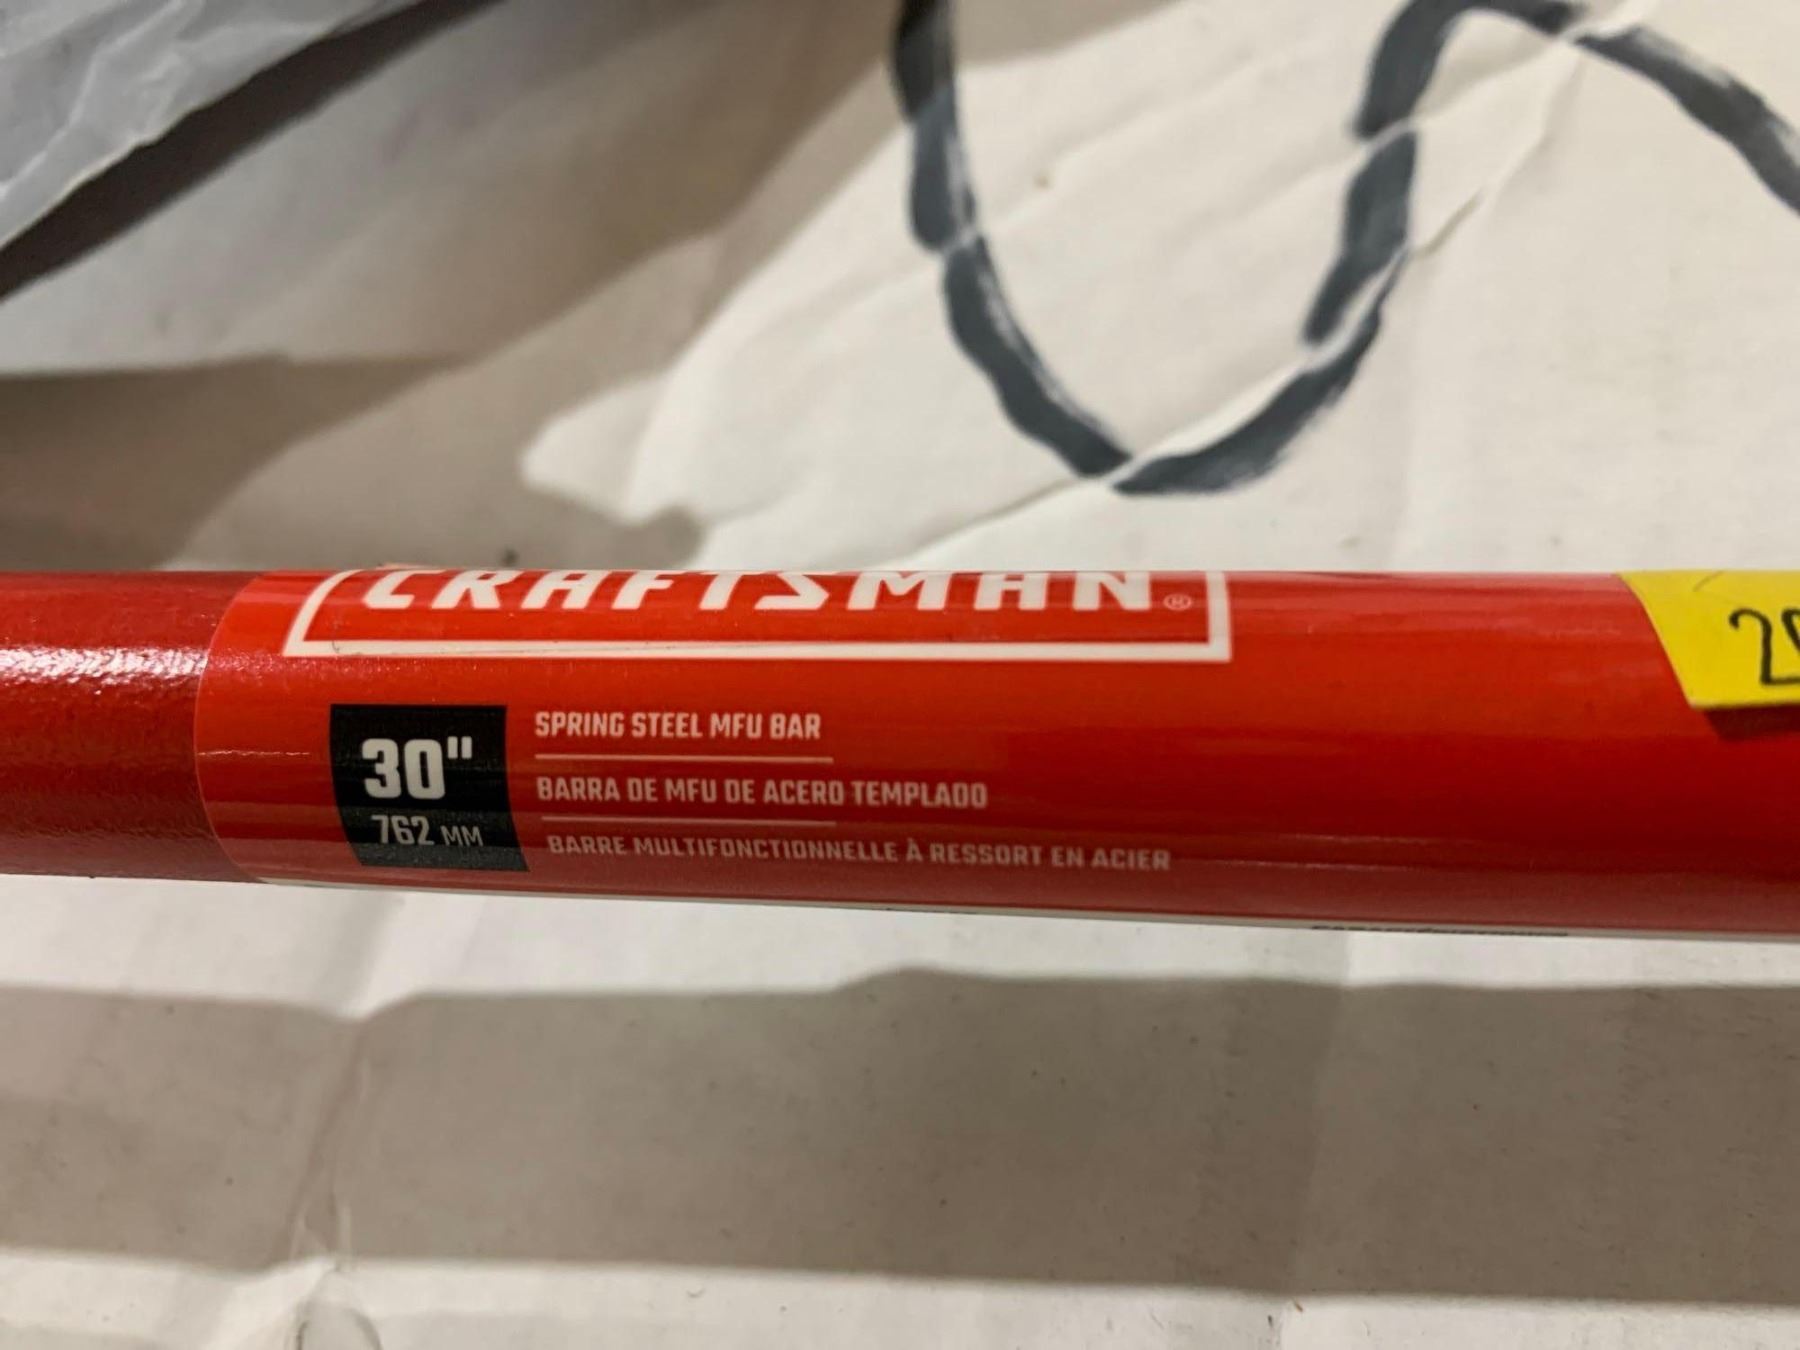 CRAFTSMAN®
30"
762 MM
SPRING STEEL MFU BAR
BARRA DE MFU DE ACERO TEMPLADO
BARRE MULTIFONCTIONNELLE À RESSORT EN ACIER